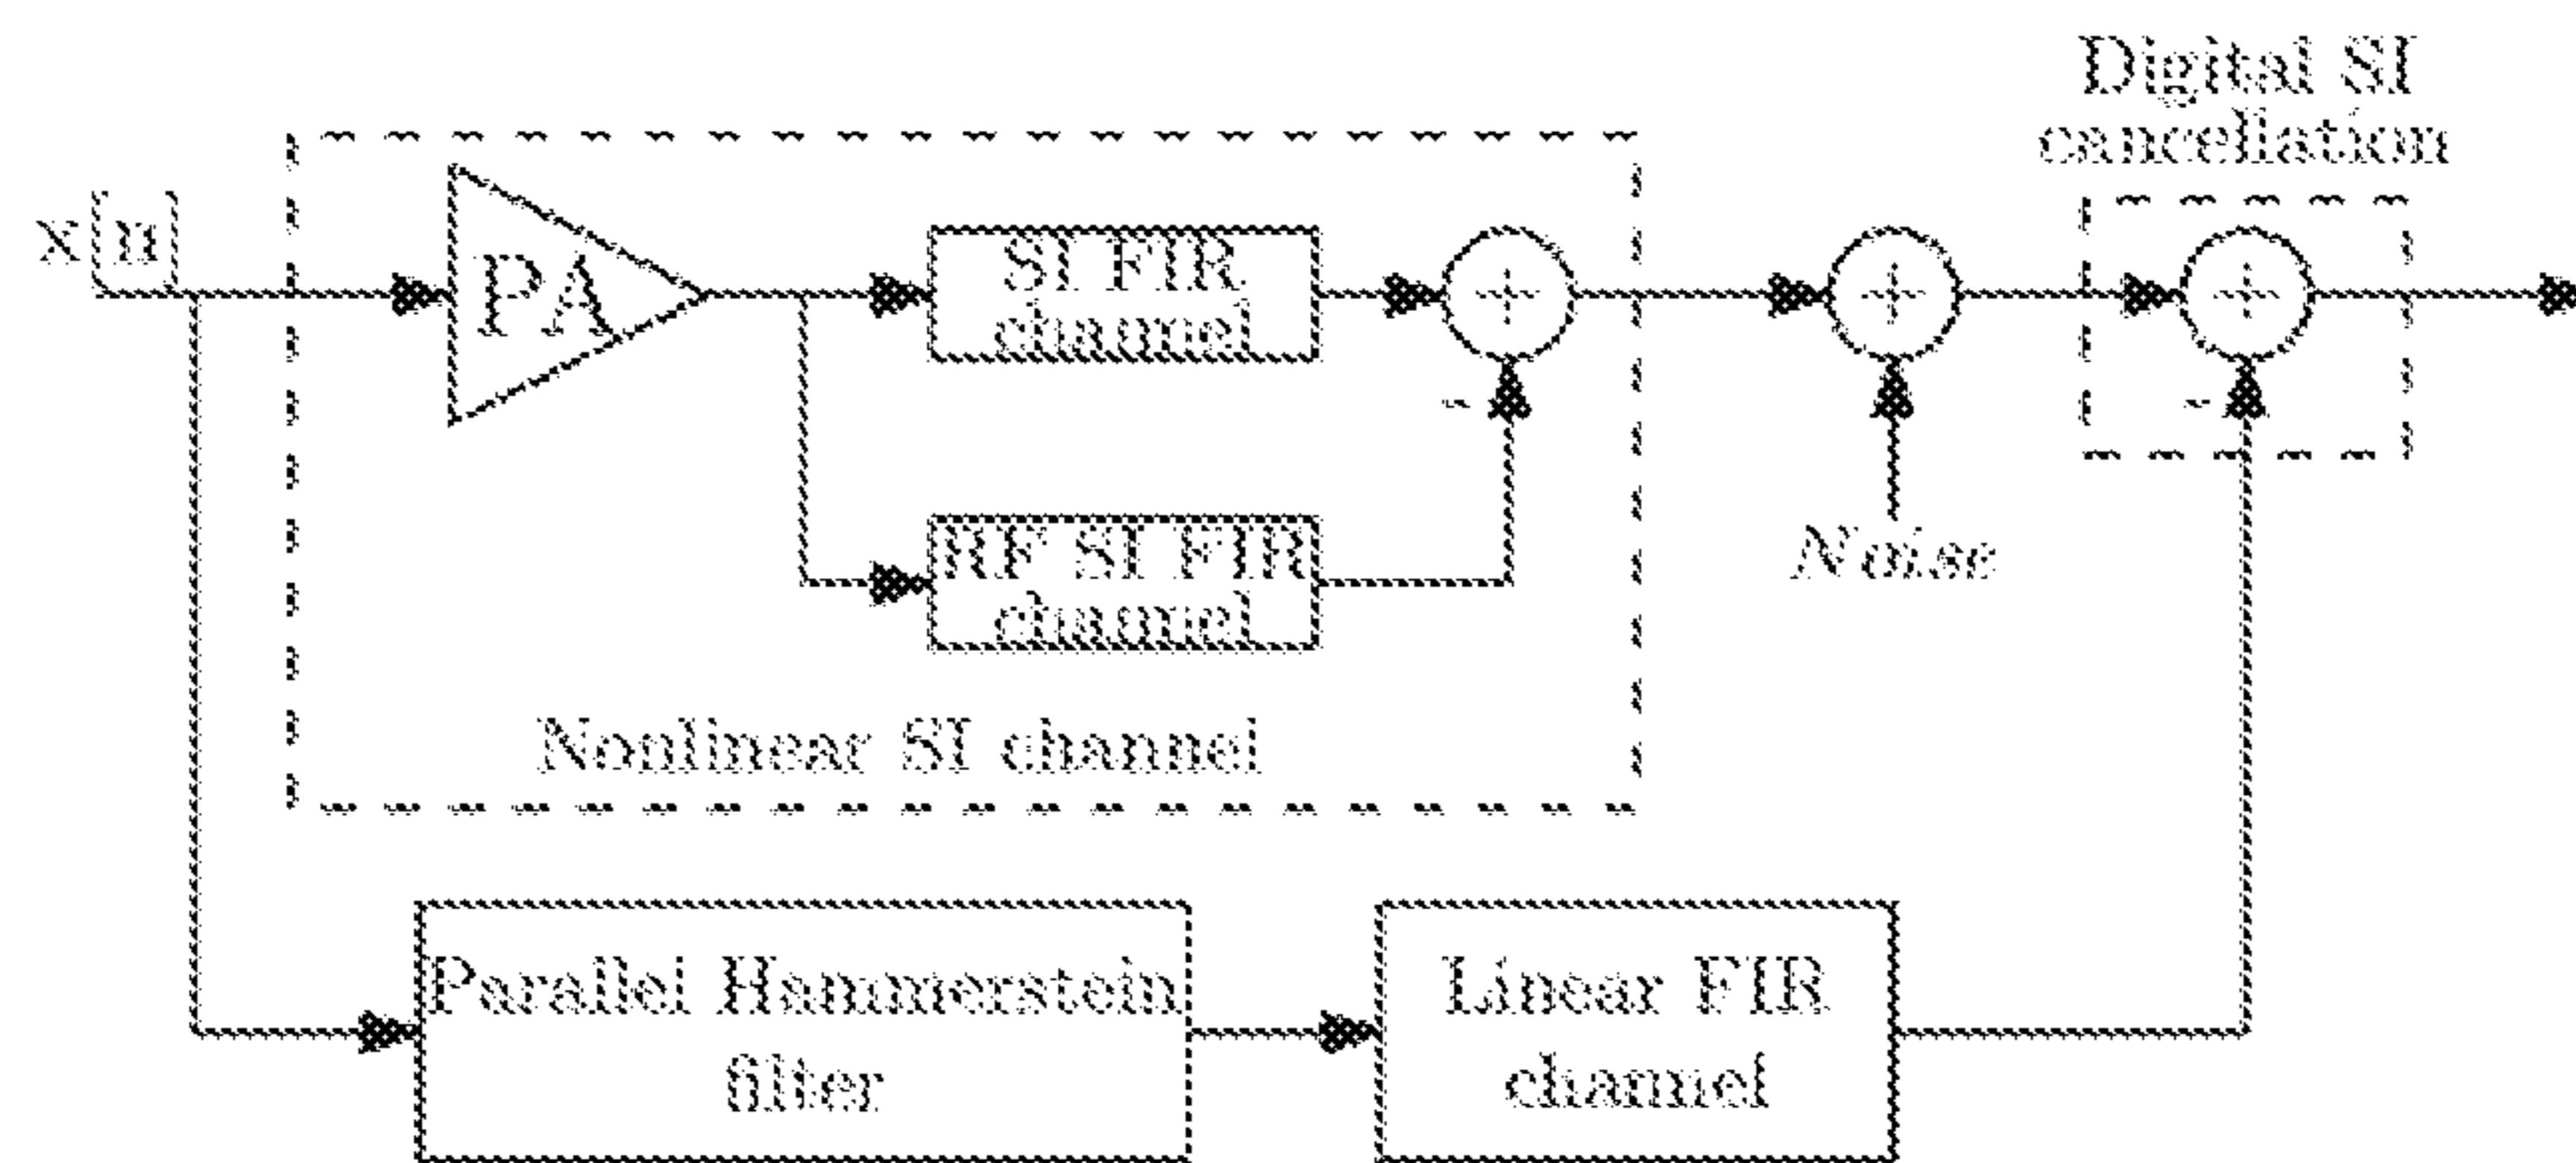 Digital SI
cancellation
x[n]
PA
SI FIR
channel
+
+
+
-
-
RF SI FIR
channel
Noise
Nonlinear SI channel
Parallel Hammerstein
filter
Linear FIR
channel